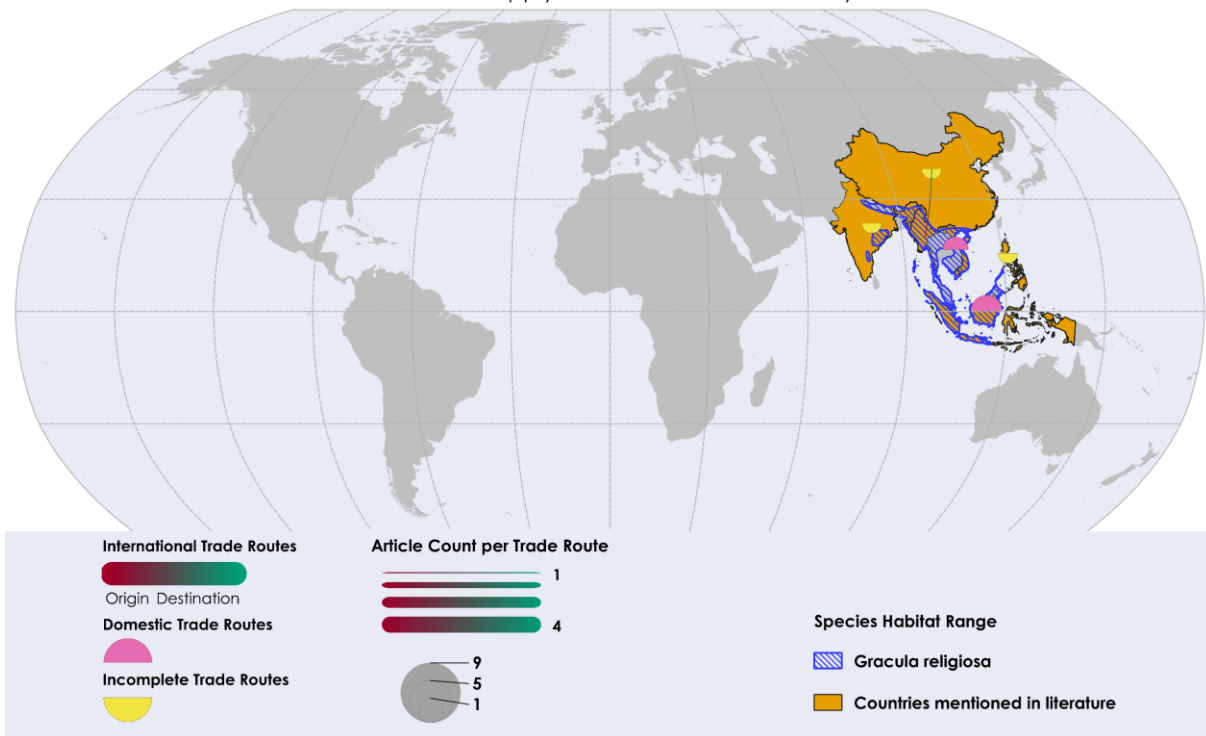 International Trade Routes
Origin Destination
Domestic Trade Routes
Incomplete Trade Routes
Article Count per Trade Route
1
4
9
5
1
Species Habitat Range
Gracula religiosa
Countries mentioned in literature